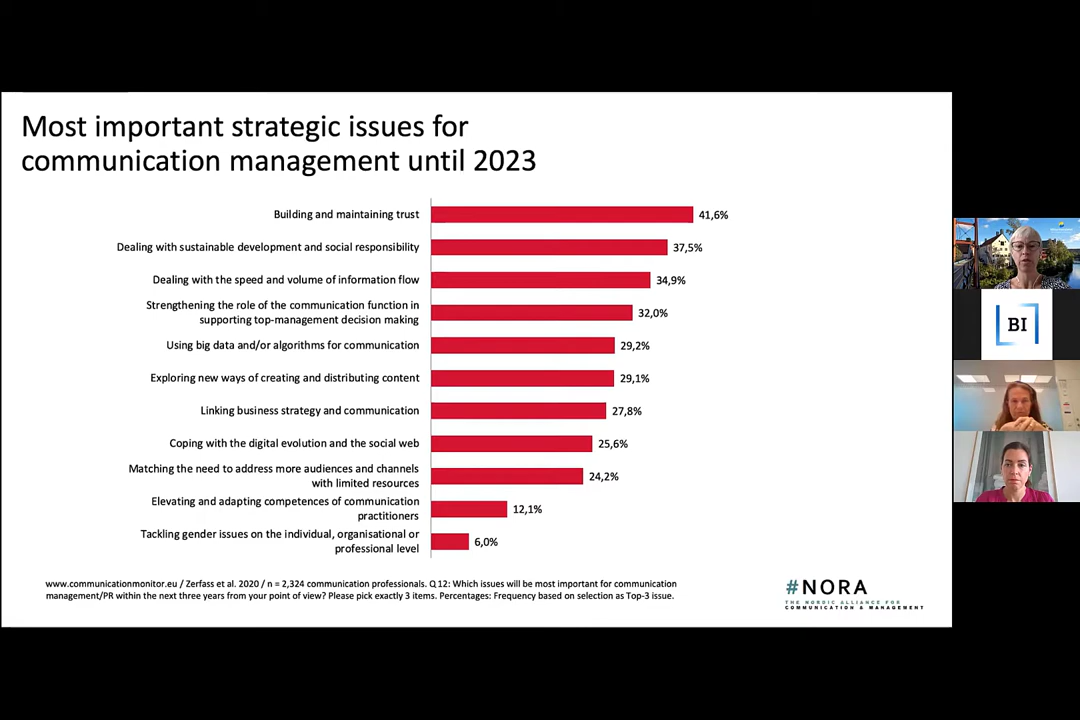 Most important strategic issues for
communication management until 2023
Building and maintaining trust
41,6%
Dealing with sustainable development and social responsibility
37,5%
Dealing with the speed and volume of information flow
34,9%
Strengthening the role of the communication function in
supporting top-management decision making
32,0%
Using big data and/or algorithms for communication
29,2%
Exploring new ways of creating and distributing content
29,1%
Linking business strategy and communication
27,8%
Coping with the digital evolution and the social web
25,6%
Matching the need to address more audiences and channels
with limited resources
24,2%
Elevating and adapting competences of communication
practitioners
12,1%
Tackling gender issues on the individual, organisational or
professional level
6,0%
www.communicationmonitor.eu / Zerfass et al. 2020 / n = 2,324 communication professionals. Q 12: Which issues will be most important for communication
management/PR within the next three years from your point of view? Please pick exactly 3 items. Percentages: Frequency based on selection as Top-3 issue.
#NORA
THE NORDIC ALLIANCE FOR
COMMUNICATION & MANAGEMENT
BI